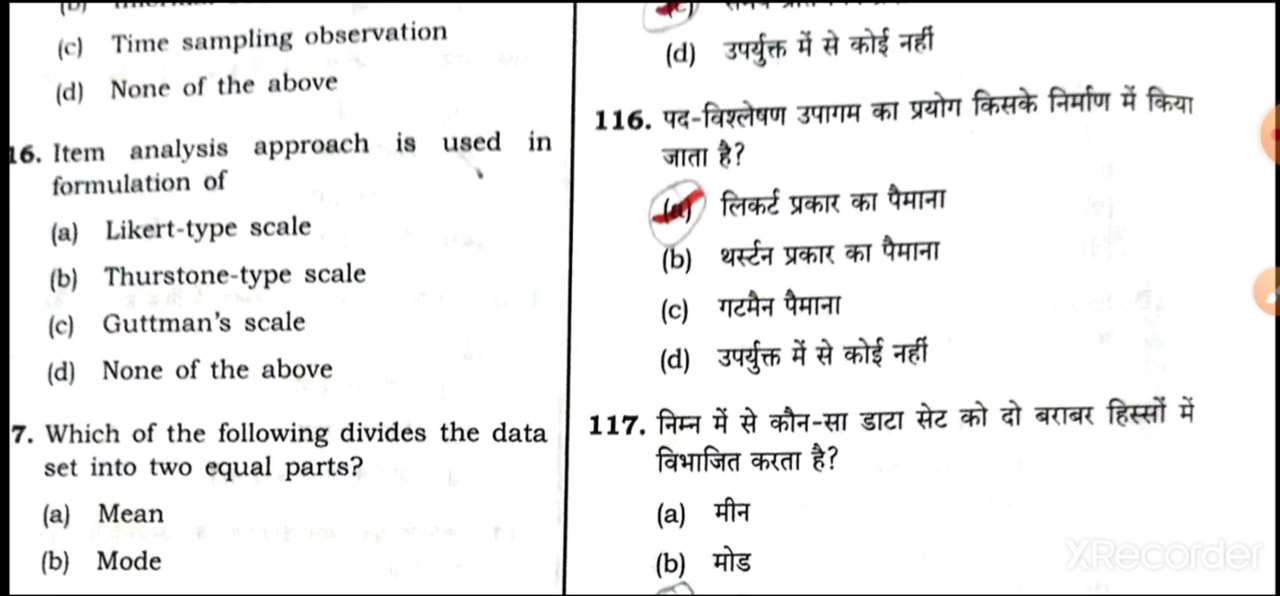 (c) Time sampling observation
(d) None of the above
16. Item analysis approach is used in
formulation of
(a) Likert-type scale
(b) Thurstone-type scale
(c) Guttman's scale
(d) None of the above
7. Which of the following divides the data
set into two equal parts?
(a) Mean
(b) Mode
(d) उपर्युक्त में से कोई नहीं
116. पद-विश्लेषण उपागम का प्रयोग किसके निर्माण में किया
जाता है?
(a) लिकर्ट प्रकार का पैमाना
(b) थर्स्टन प्रकार का पैमाना
(c) गटमैन पैमाना
(d) उपर्युक्त में से कोई नहीं
117. निम्न में से कौन-सा डाटा सेट को दो बराबर हिस्सों में
विभाजित करता है?
(a) मीन
(b) मोड
XRecorder